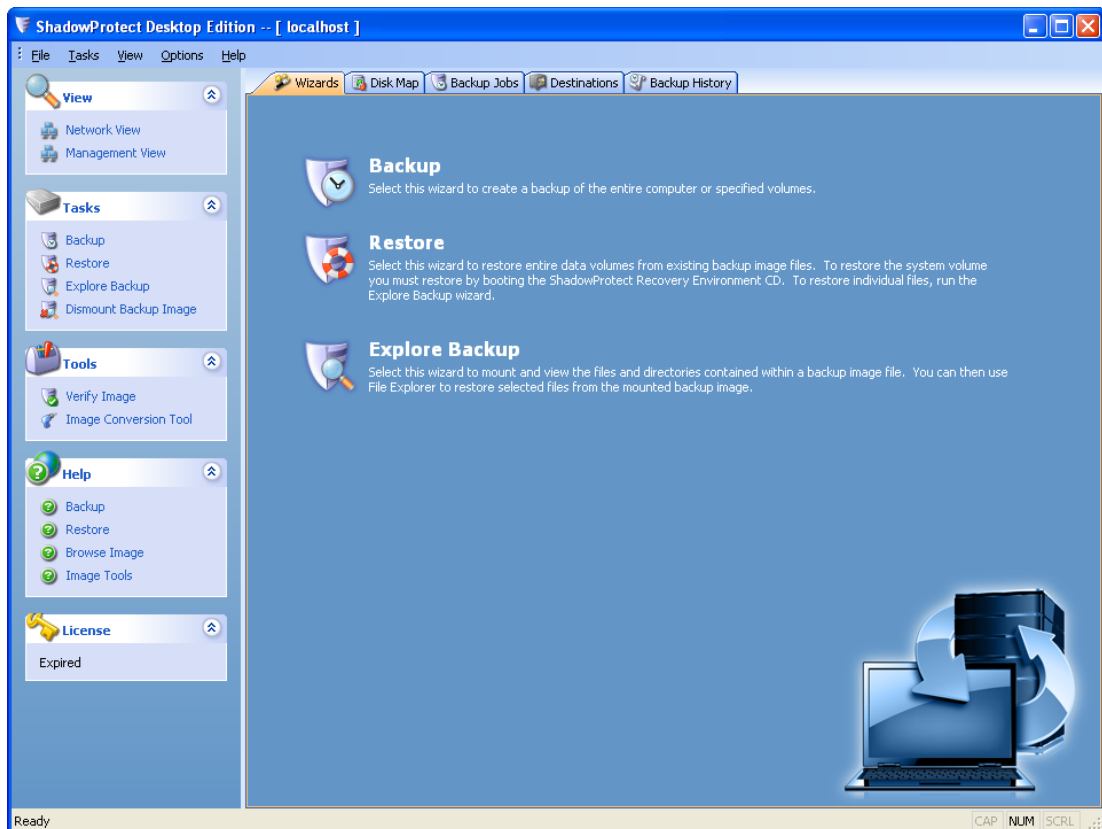 ShadowProtect Desktop Edition -- [ localhost ]
File Tasks View Options Help
View
Network View
Management View
Tasks
Backup
Restore
Explore Backup
Dismount Backup Image
Tools
Verify Image
Image Conversion Tool
Help
Backup
Restore
Browse Image
Image Tools
License
Expired
Wizards Disk Map Backup Jobs Destinations Backup History
Backup
Select this wizard to create a backup of the entire computer or specified volumes.
Restore
Select this wizard to restore entire data volumes from existing backup image files. To restore the system volume
you must restore by booting the ShadowProtect Recovery Environment CD. To restore individual files, run the
Explore Backup wizard.
Explore Backup
Select this wizard to mount and view the files and directories contained within a backup image file. You can then use
File Explorer to restore selected files from the mounted backup image.
Ready
CAP NUM SCRL